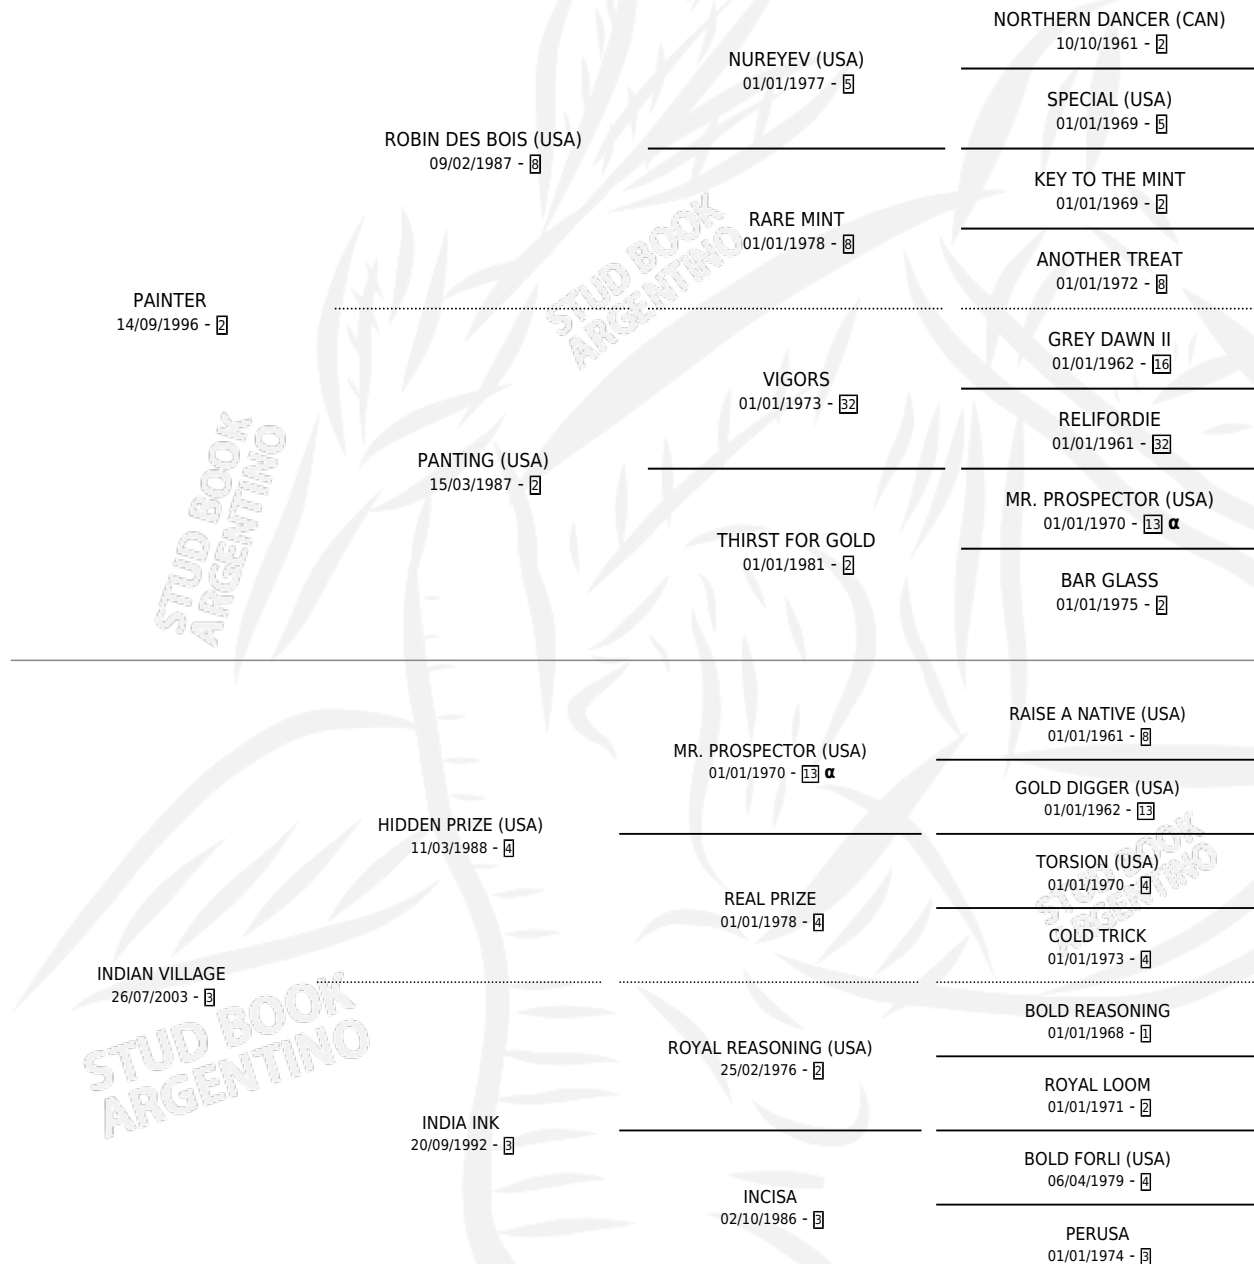 NORTHERN DANCER (CAN)
10/10/1961 - 2
NUREYEV (USA)
01/01/1977 - 5
SPECIAL (USA)
01/01/1969 - 5
ROBIN DES BOIS (USA)
09/02/1987 - 8
KEY TO THE MINT
01/01/1969 - 2
RARE MINT
01/01/1978 - 8
ANOTHER TREAT
01/01/1972 - 8
PAINTER
14/09/1996 - 2
GREY DAWN II
01/01/1962 - 16
VIGORS
01/01/1973 - 32
RELIFORDIE
01/01/1961 - 32
PANTING (USA)
15/03/1987 - 2
MR. PROSPECTOR (USA)
01/01/1970 - 13 α
THIRST FOR GOLD
01/01/1981 - 2
BAR GLASS
01/01/1975 - 2
STUD BOOK
ARGENTINO
STUD BOOK
ARGENTINO
RAISE A NATIVE (USA)
01/01/1961 - 8
MR. PROSPECTOR (USA)
01/01/1970 - 13 α
GOLD DIGGER (USA)
01/01/1962 - 13
HIDDEN PRIZE (USA)
11/03/1988 - 4
TORSION (USA)
01/01/1970 - 4
REAL PRIZE
01/01/1978 - 4
COLD TRICK
01/01/1973 - 4
INDIAN VILLAGE
26/07/2003 - 3
BOLD REASONING
01/01/1968 - 1
ROYAL REASONING (USA)
25/02/1976 - 2
ROYAL LOOM
01/01/1971 - 2
INDIA INK
20/09/1992 - 3
BOLD FORLI (USA)
06/04/1979 - 4
INCISA
02/10/1986 - 3
PERUSA
01/01/1974 - 3
STUD BOOK
ARGENTINO
STUD BOOK
ARGENTINO